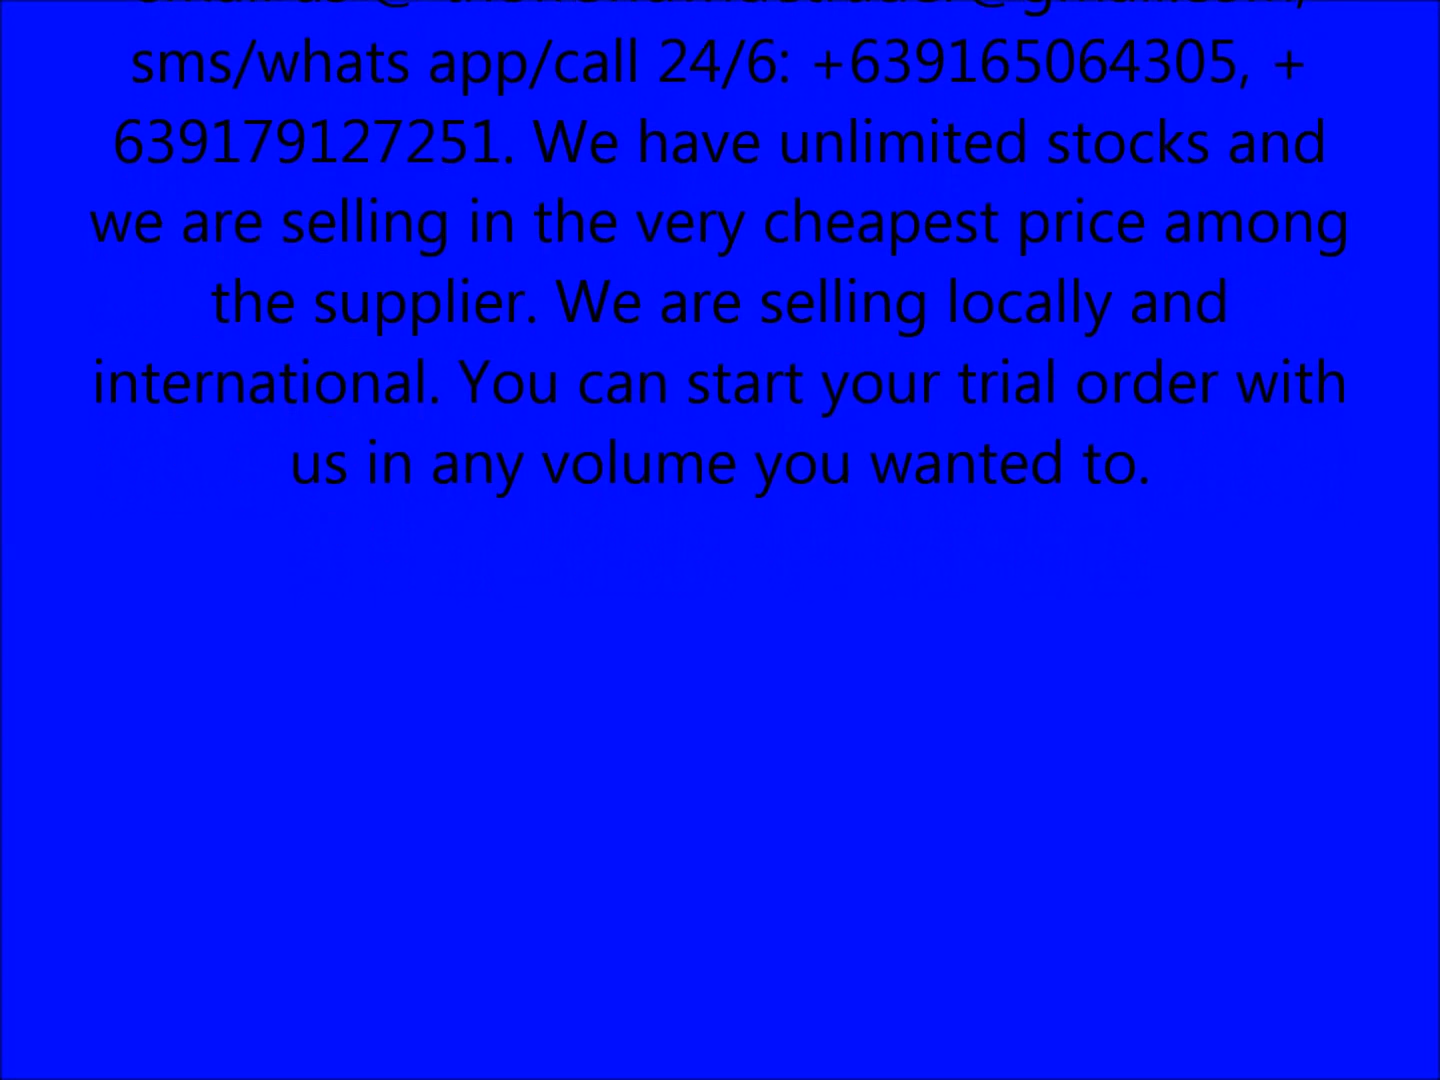 sms/whats app/call 24/6: +639165064305, +
639179127251. We have unlimited stocks and
we are selling in the very cheapest price among
the supplier. We are selling locally and
international. You can start your trial order with
us in any volume you wanted to.